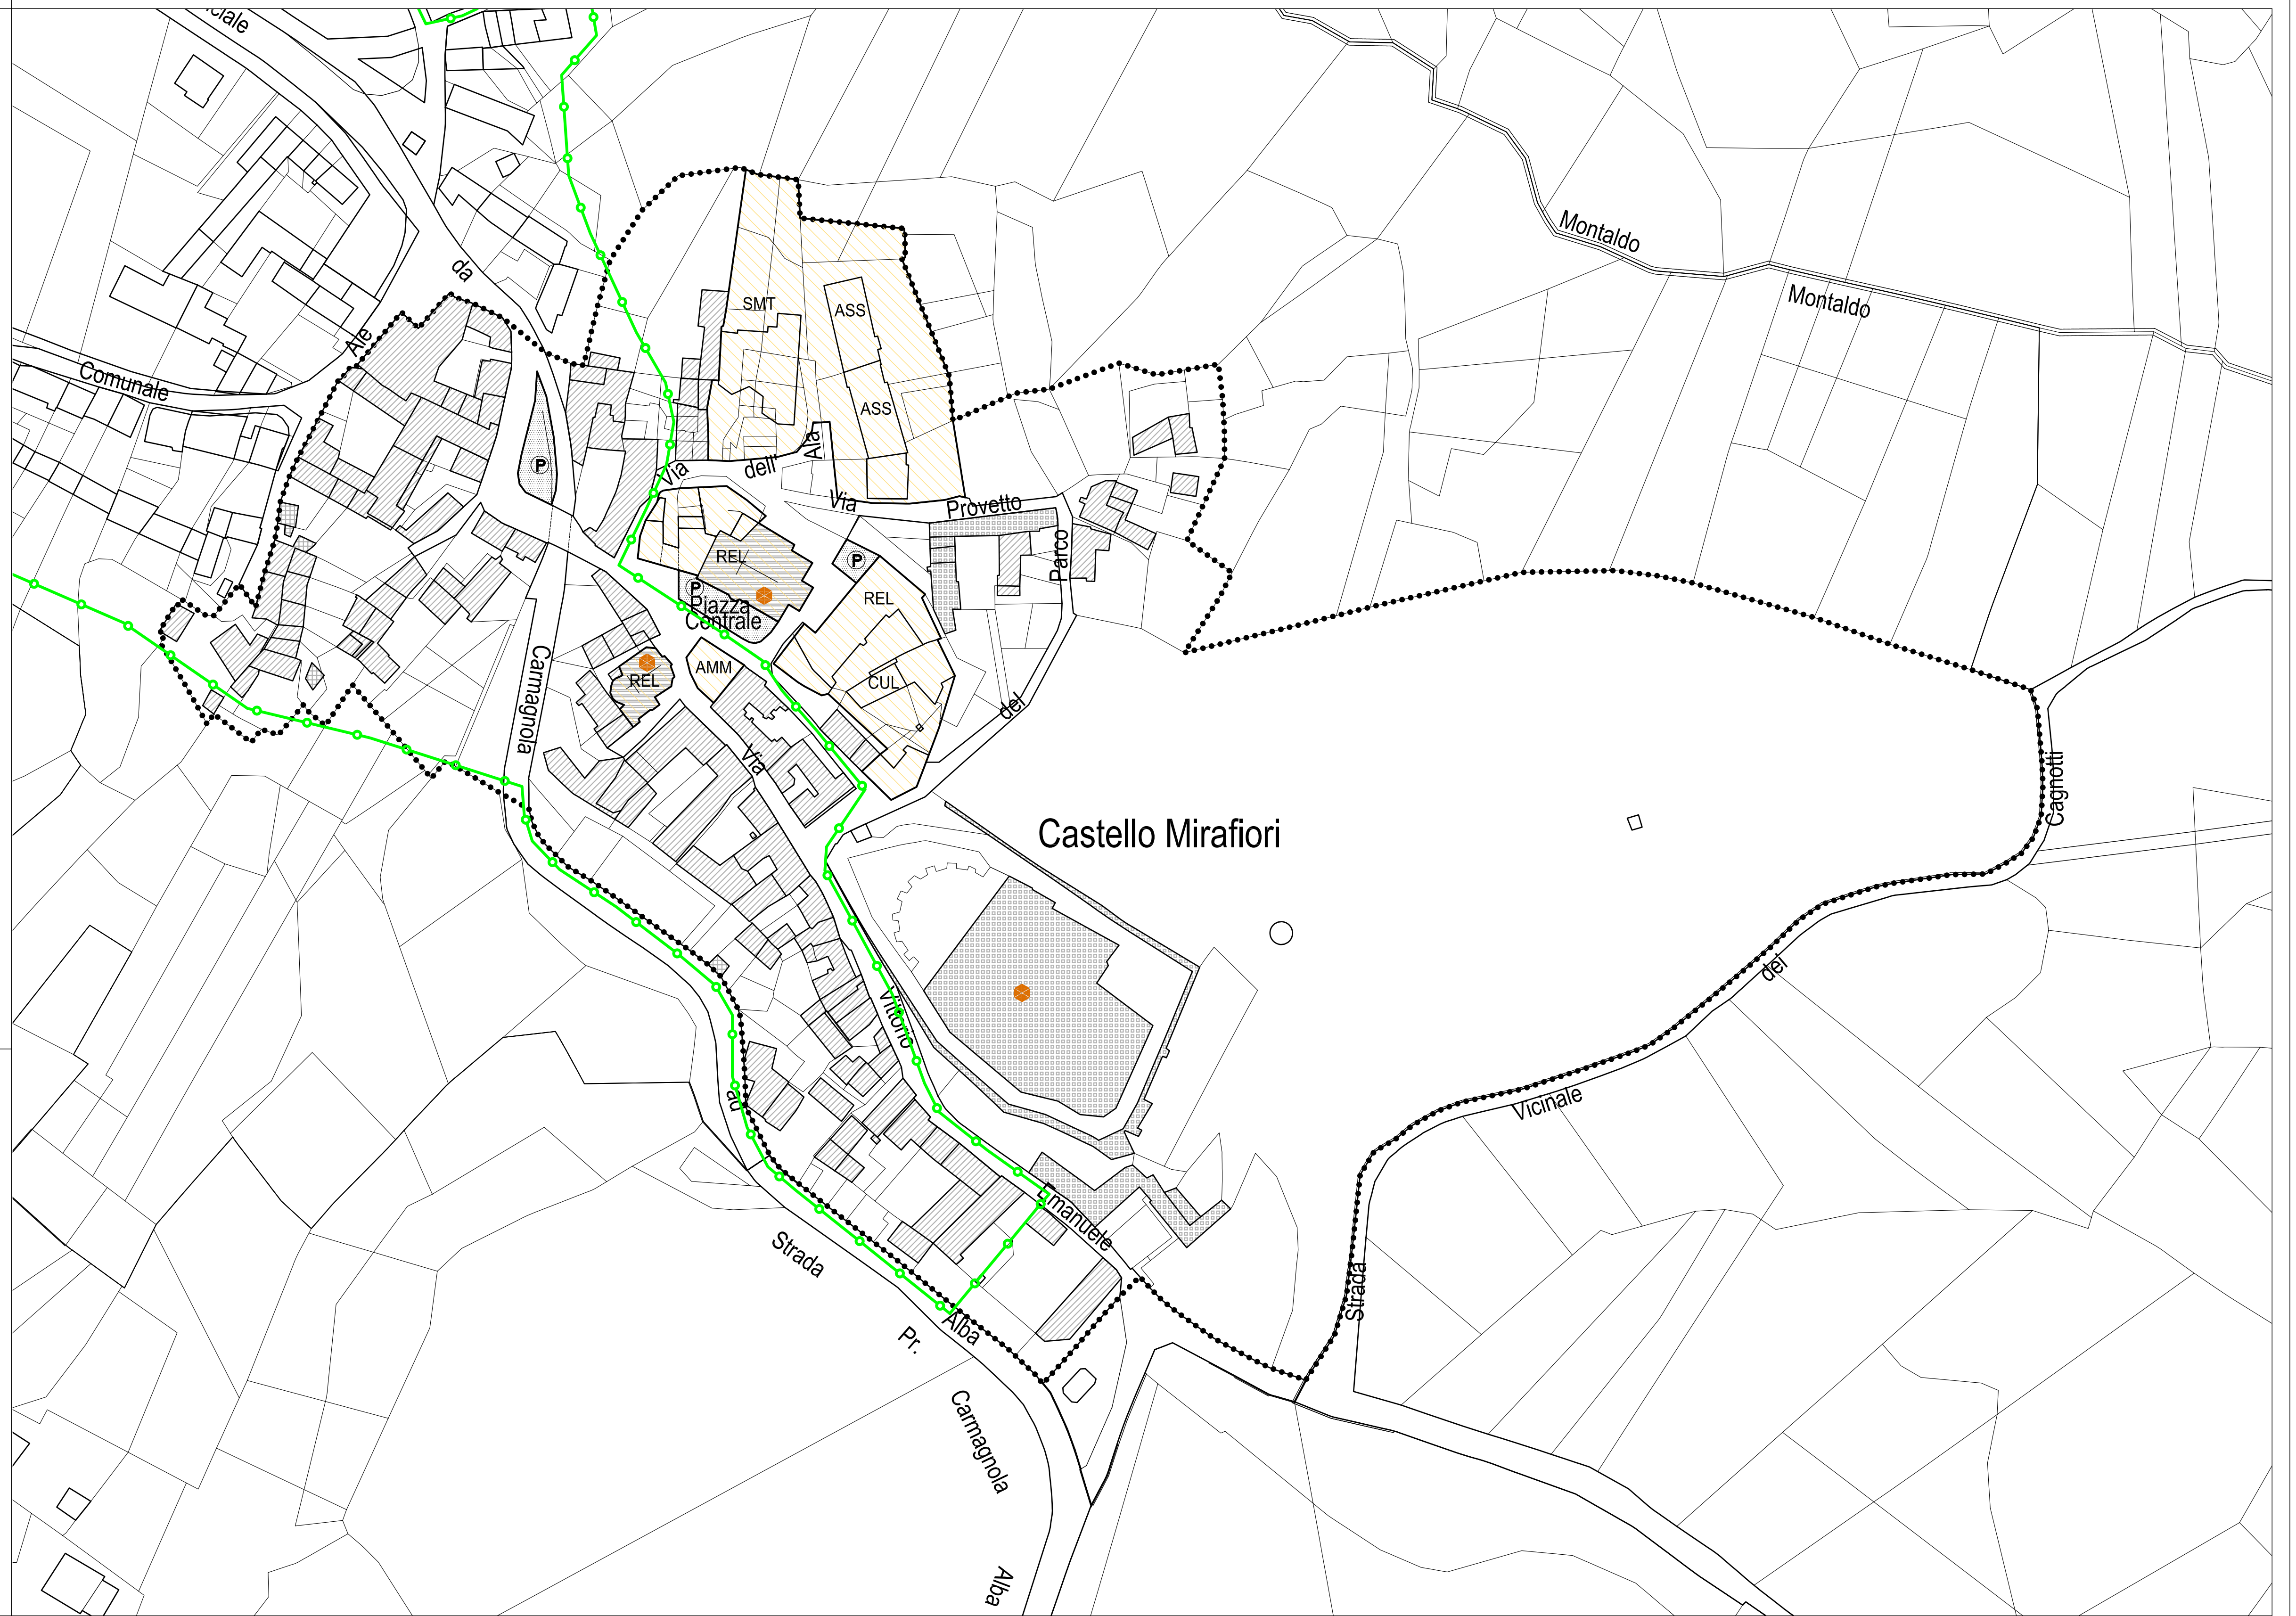 da
Montaldo
Montaldo
SMT
ASS
Ale
Comunale
ASS
Ala
dell'
Via
P
Via
Provetto
Parco
REL
P
P
Piazza
Centrale
REL
AMM
REL
CUL
Carmagnola
del
Via
Cagnotti
Castello Mirafiori
del
Vittorio
ad
Vicinale
Emanuele
Strada
Strada
Alba
Pr.
Carmagnola
Alba